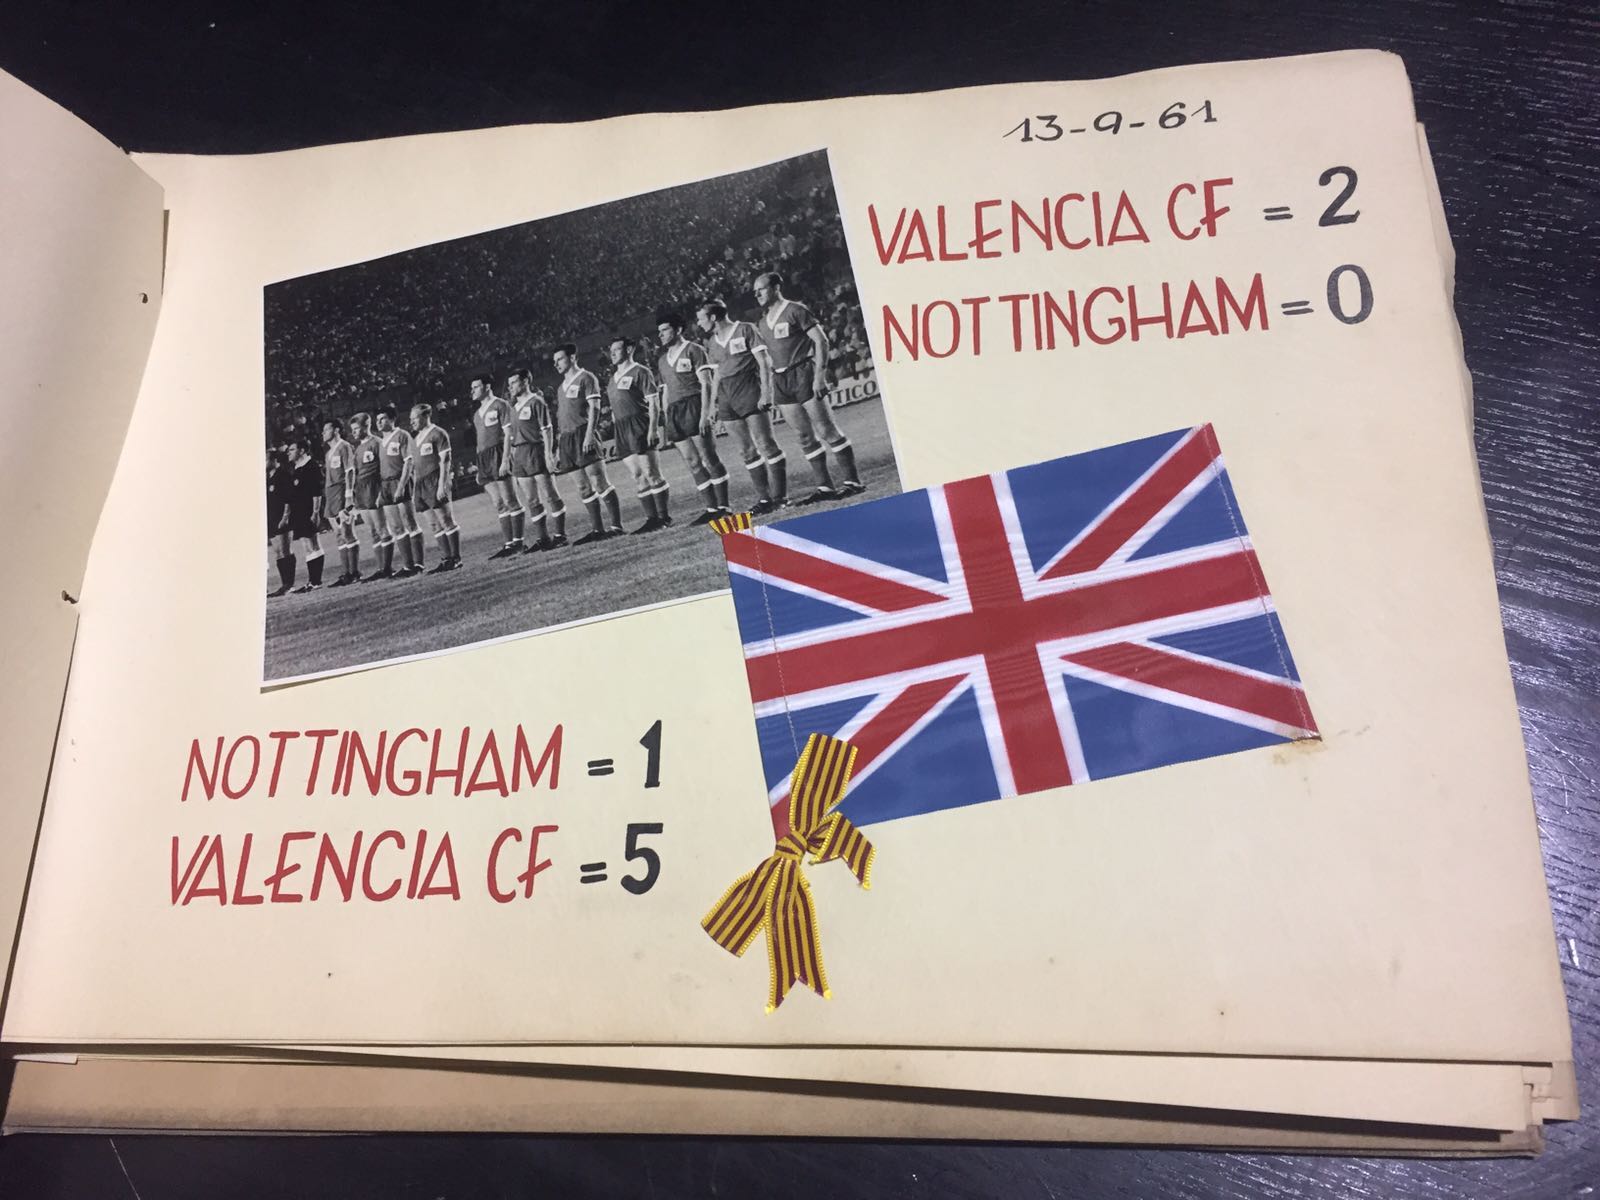 13-9-61
VALENCIA CF = 2
NOTTINGHAM = 0
NOTTINGHAM = 1
VALENCIA CF = 5